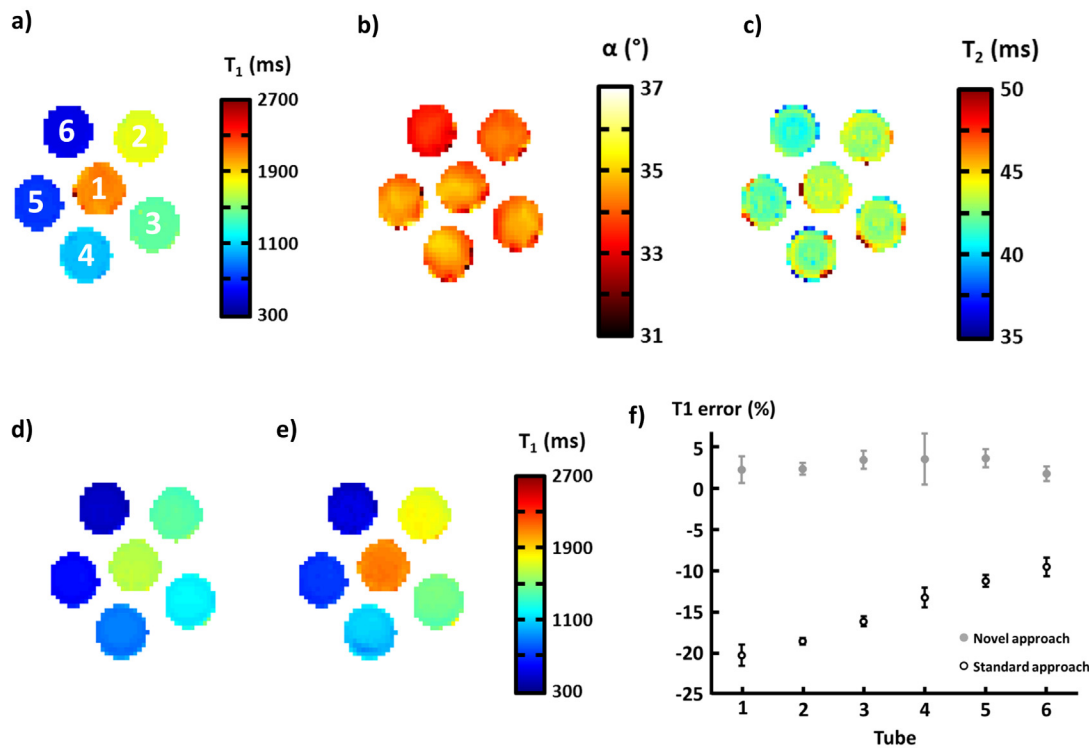 a)
T1 (ms)
2700
1900
1100
300
6
2
1
5
3
4
b)
α (°)
37
35
33
31
c)
T2 (ms)
50
45
40
35
d)
e)
T1 (ms)
2700
1900
1100
300
f)
T1 error (%)
5
0
-5
-10
-15
-20
-25
Novel approach
Standard approach
1 2 3 4 5 6
Tube